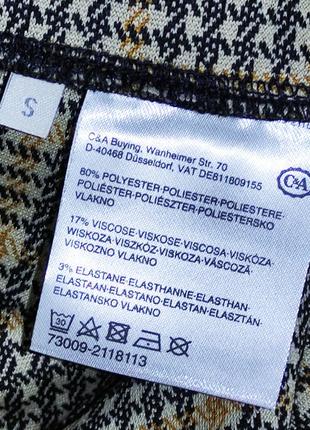 S
C&A Buying, Wanheimer Str. 70
D-40468 Düsseldorf, VAT DE811809155
C&A
80% POLYESTER·POLIESTER·POLIESTERE·
POLIÉSTER·POLIÉSZTER·POLIESTERSKO
VLAKNO
17% VISCOSE·VISKOSE·VISCOSA·VISKÓZA·
WISKOZA·VISZKÓZ·VISKOZA·VÂSCOZĂ·
VISKOZNO VLAKNO
3% ELASTANE·ELASTHANNE·ELASTHAN·
ELASTAAN·ELASTANO·ELASTAN·ELASZTÁN·
ELASTANSKO VLAKNO
30
73009-2118113